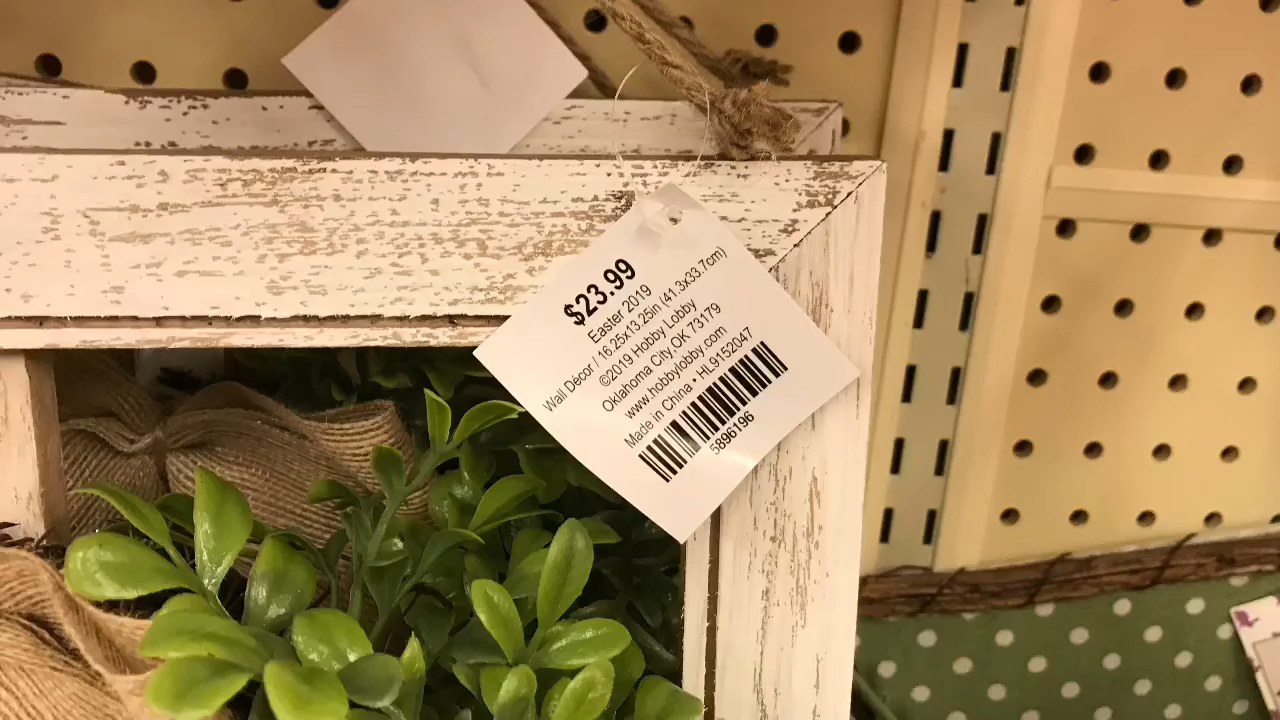 $23.99
Easter 2019
Wall Décor / 16.25x13.25in (41.3x33.7cm)
©2019 Hobby Lobby
Oklahoma City OK 73179
www.hobbylobby.com
Made in China • HL9152047
5896196